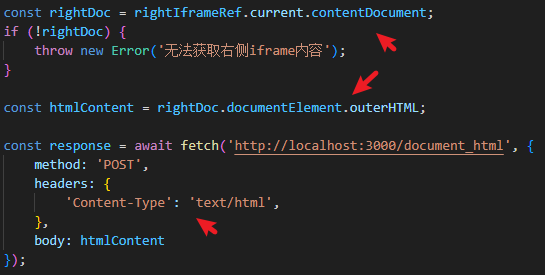 const rightDoc = rightIframeRef.current.contentDocument;
if (!rightDoc) {
    throw new Error('无法获取右侧iframe内容');
}

const htmlContent = rightDoc.documentElement.outerHTML;

const response = await fetch('http://localhost:3000/document_html', {
    method: 'POST',
    headers: {
        'Content-Type': 'text/html',
    },
    body: htmlContent
});